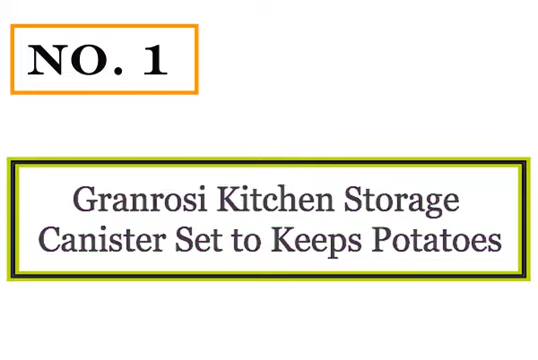 NO. 1
Granrosi Kitchen Storage
Canister Set to Keeps Potatoes